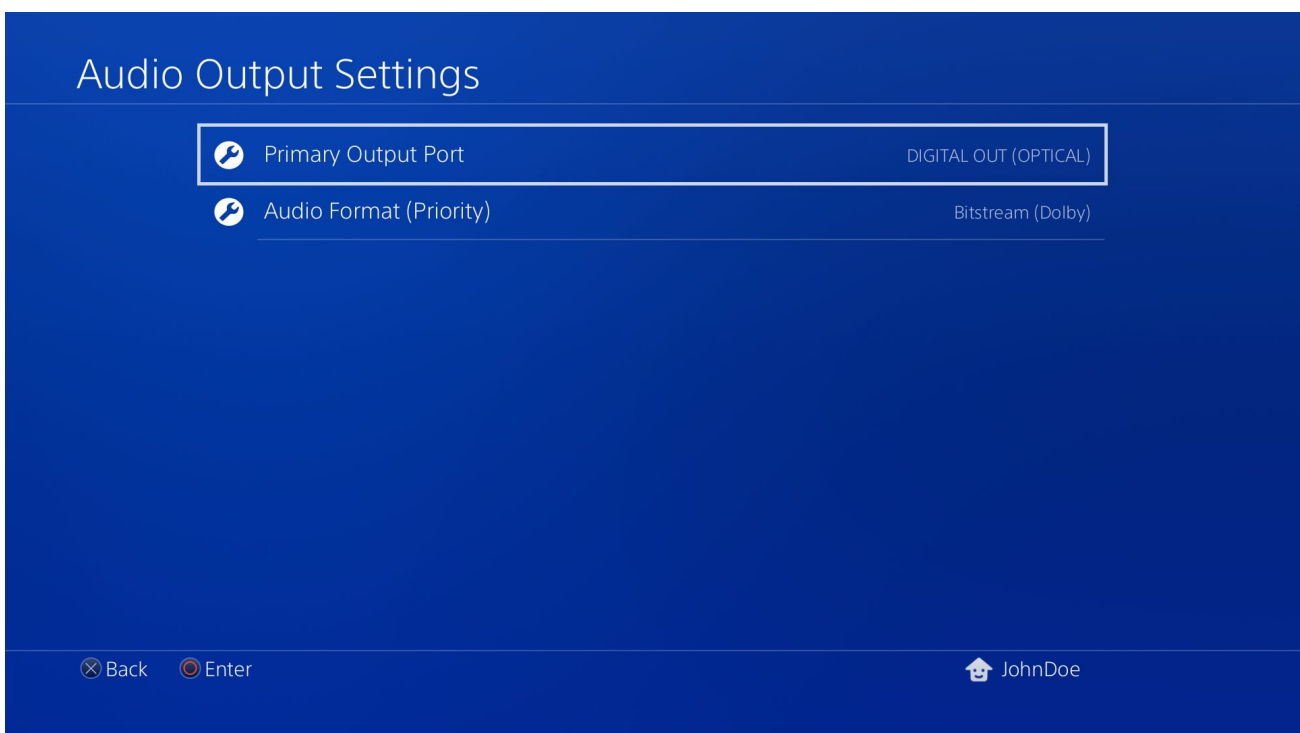 Audio Output Settings
Primary Output Port DIGITAL OUT (OPTICAL)
Audio Format (Priority) Bitstream (Dolby)
Back Enter JohnDoe